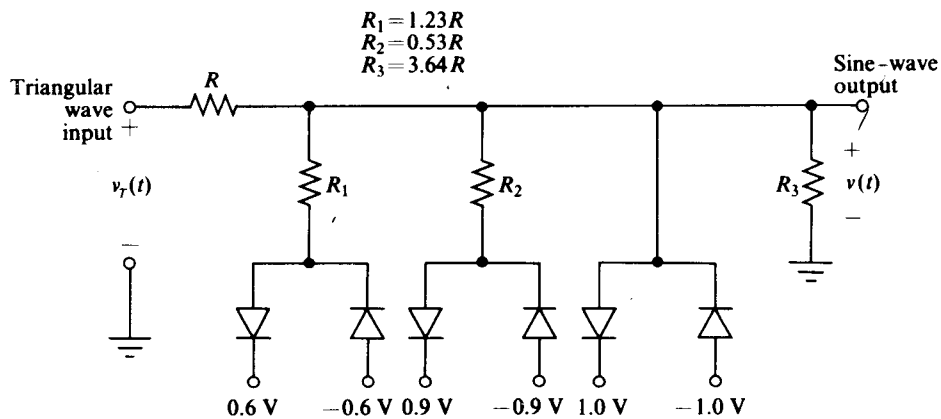 R₁ = 1.23R
R₂ = 0.53R
R₃ = 3.64R
Triangular
wave
input
R
Sine-wave
output
+
+
v_T(t)
R₁
R₂
R₃
v(t)
−
−
0.6 V
−0.6 V
0.9 V
−0.9 V
1.0 V
−1.0 V